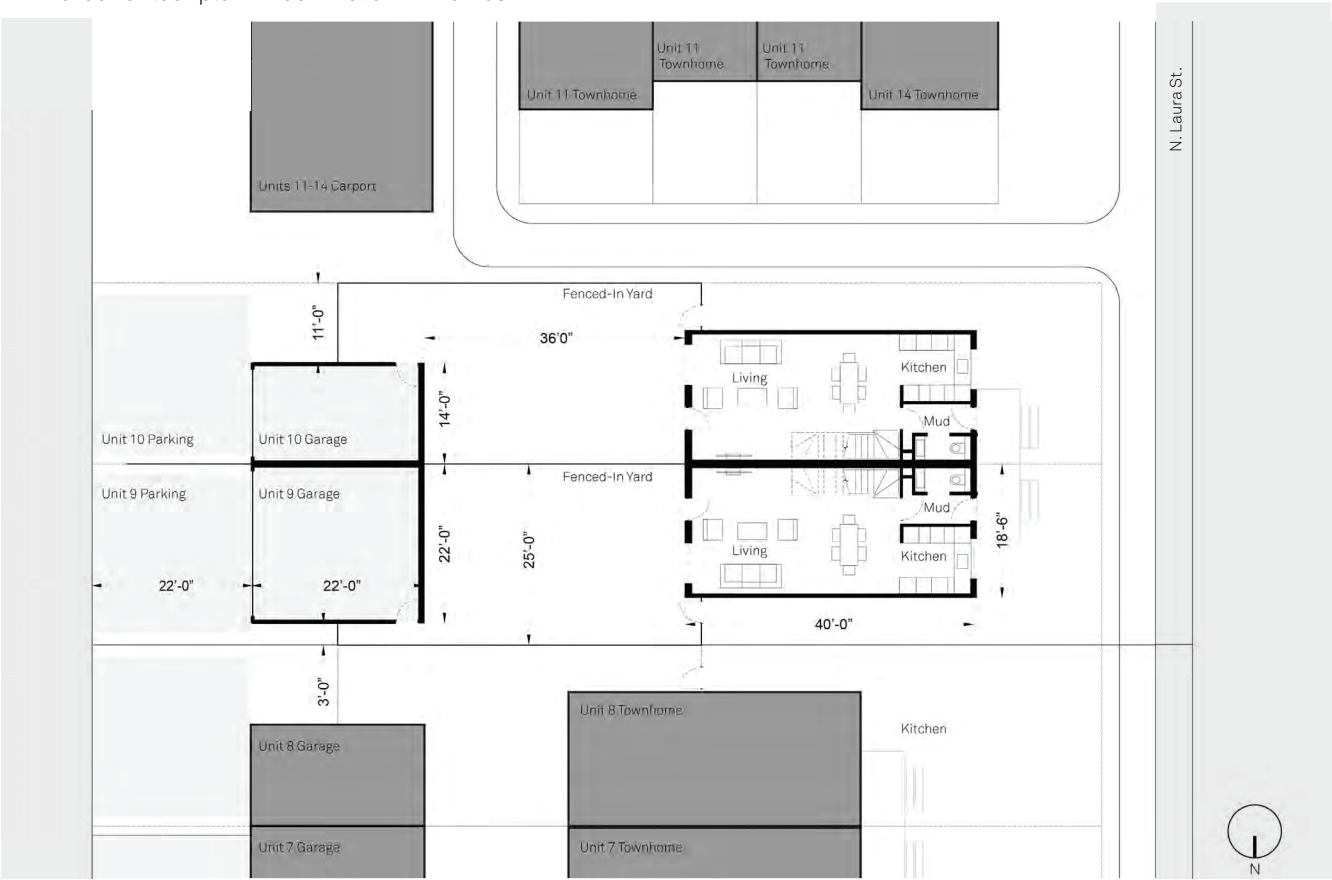 Unit 11
Townhome
Unit 11
Townhome
Unit 11 Townhome
Unit 14 Townhome
N. Laura St.
Units 11-14 Carport
Fenced-In Yard
11'-0"
36'0"
Living
Kitchen
14'-0"
Mud
Unit 10 Parking
Unit 10 Garage
Fenced-In Yard
Unit 9 Parking
Unit 9 Garage
Mud
22'-0"
25'-0"
18'-6"
Living
Kitchen
22'-0"
22'-0"
40'-0"
3'-0"
Unit 8 Townhome
Kitchen
Unit 8 Garage
Unit 7 Garage
Unit 7 Townhome
N